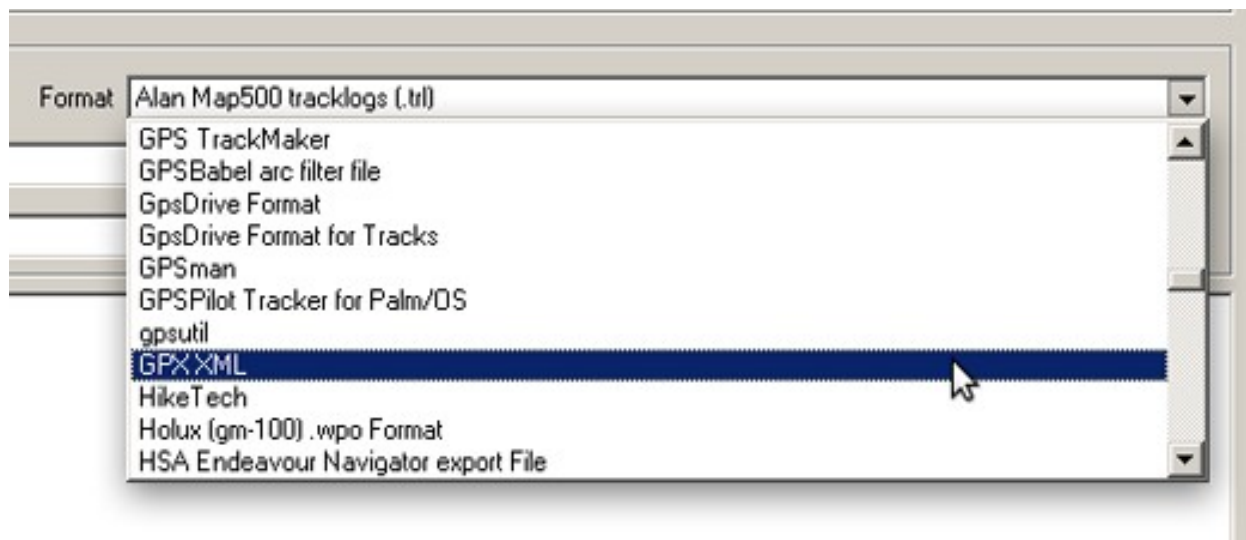 Format Alan Map500 tracklogs (.trl)
GPS TrackMaker
GPSBabel arc filter file
GpsDrive Format
GpsDrive Format for Tracks
GPSman
GPSPilot Tracker for Palm/OS
gpsutil
GPX XML
HikeTech
Holux (gm-100) .wpo Format
HSA Endeavour Navigator export File